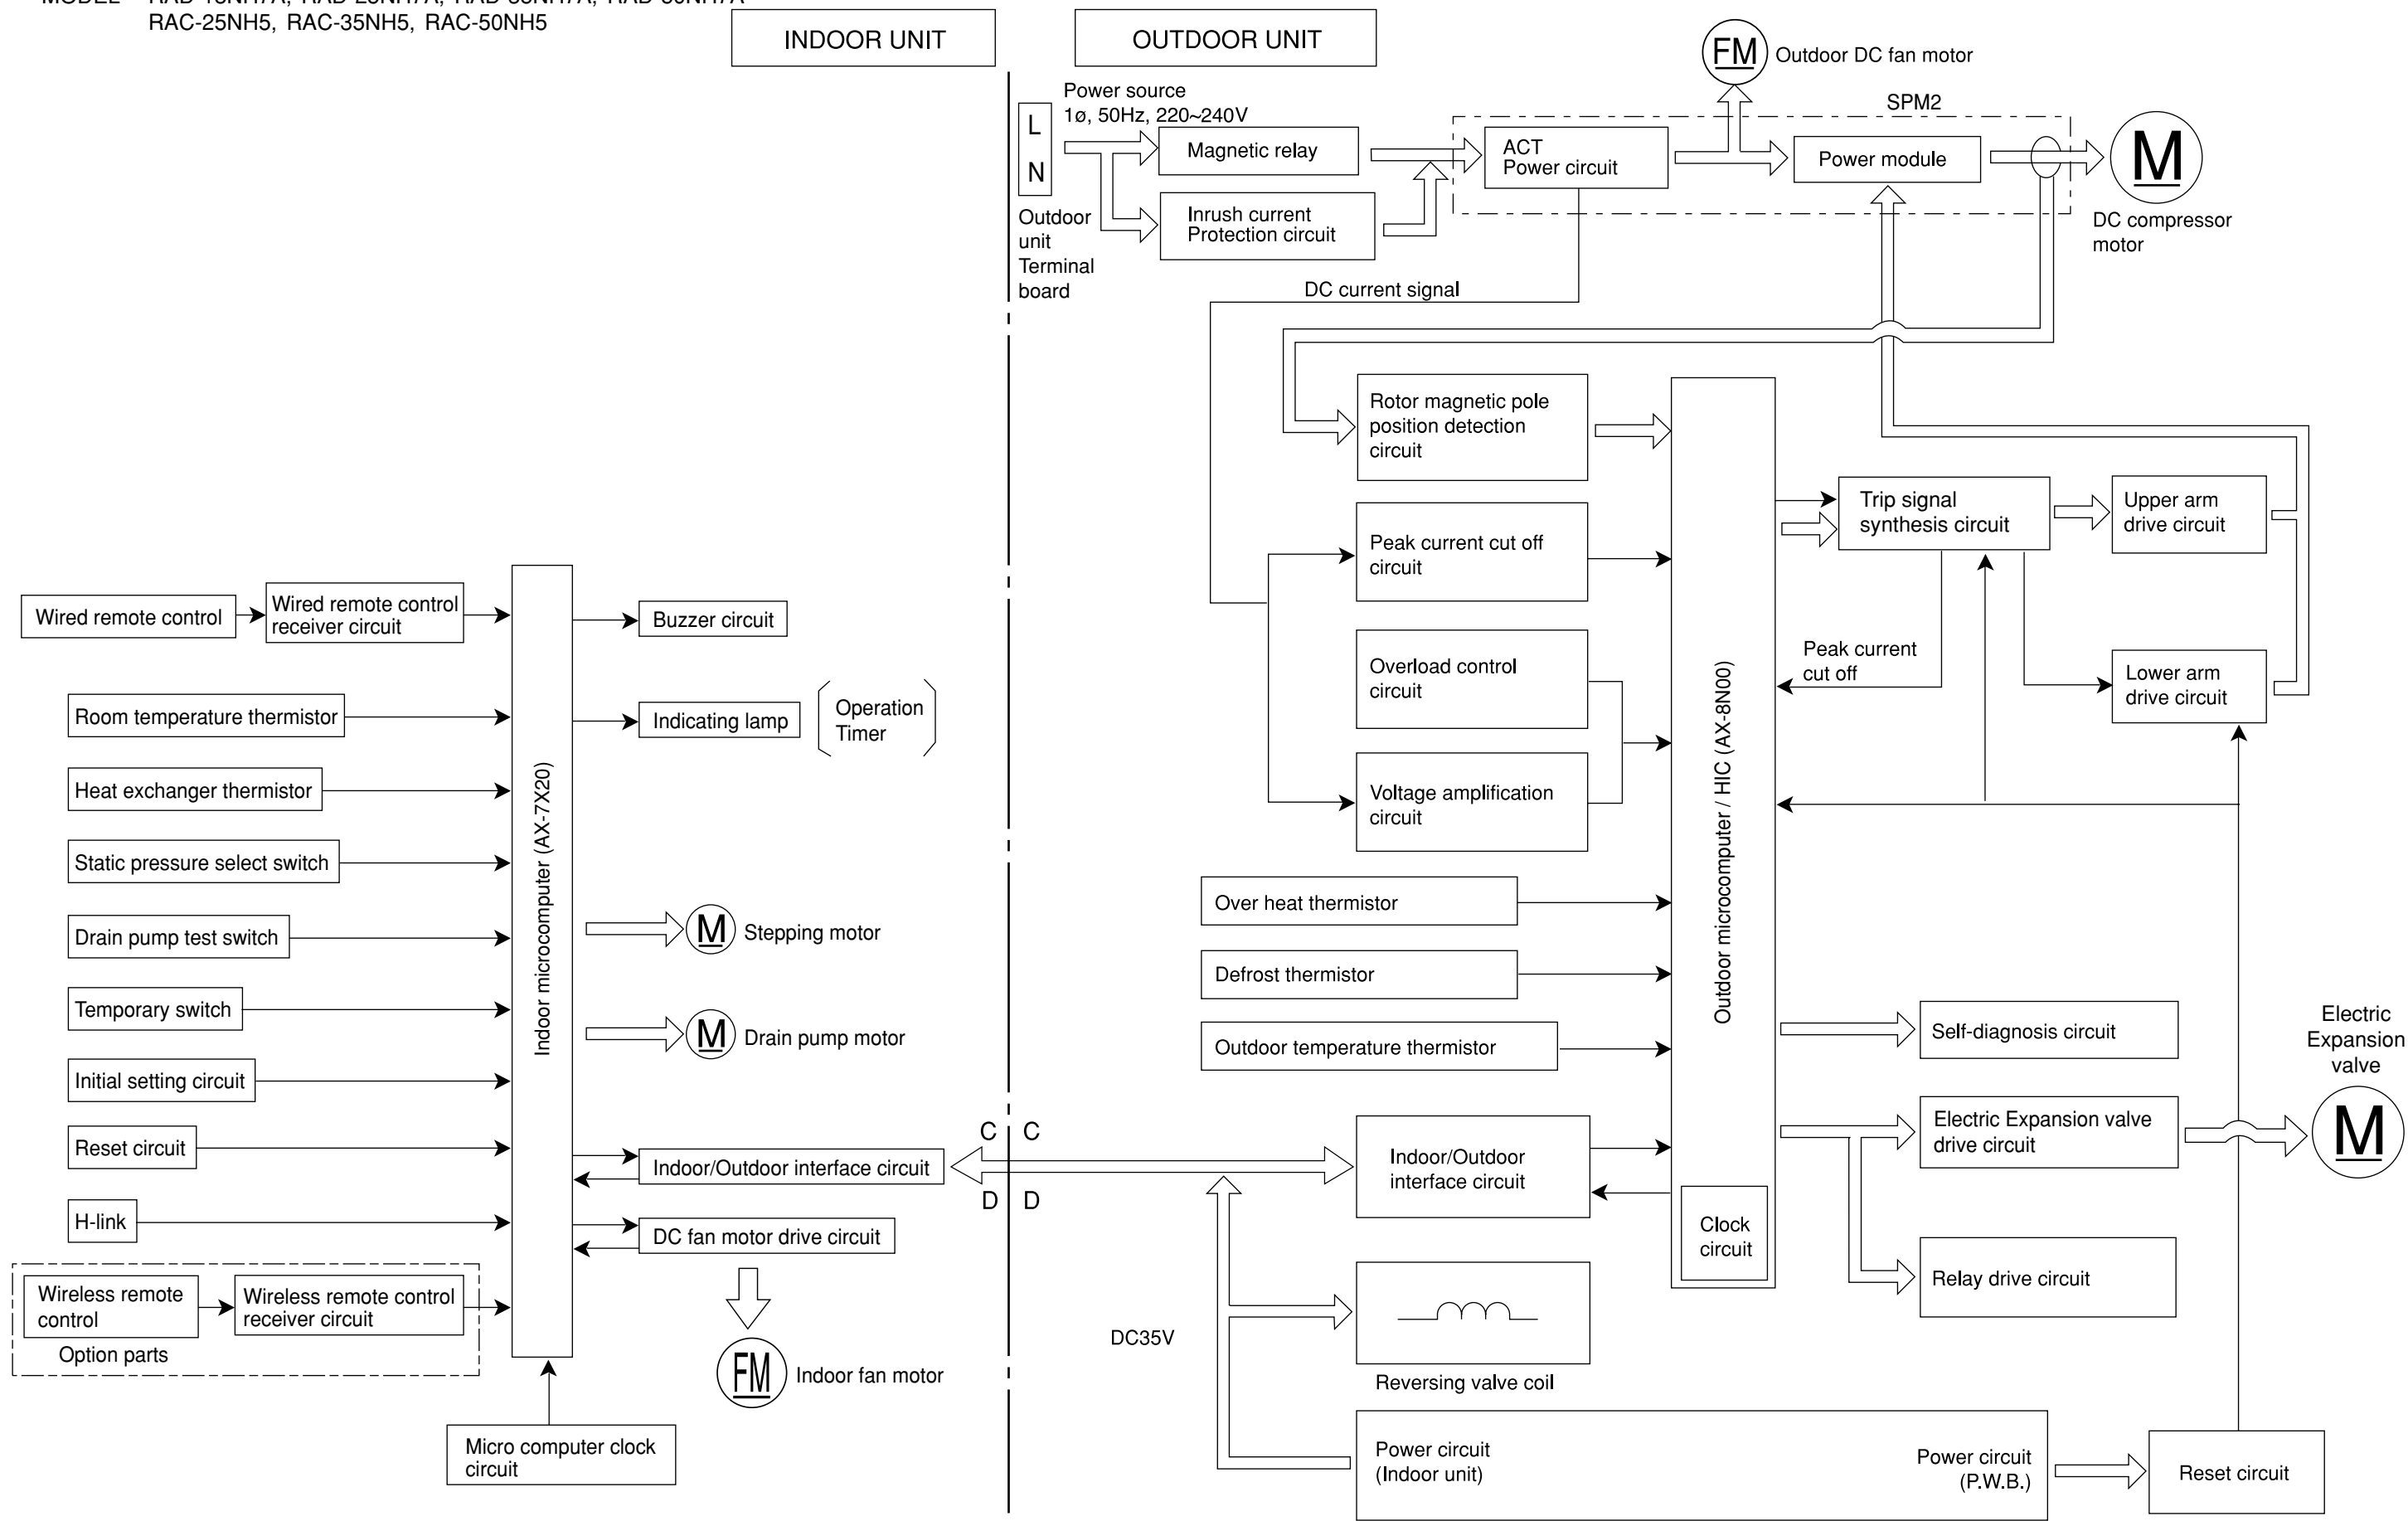 RAC-25NH5, RAC-35NH5, RAC-50NH5
INDOOR UNIT
OUTDOOR UNIT
FM
Outdoor DC fan motor
Power source
1ø, 50Hz, 220~240V
SPM2
L
N
Magnetic relay
ACT
Power circuit
Power module
M
Outdoor
unit
Terminal
board
Inrush current
Protection circuit
DC compressor
motor
DC current signal
Rotor magnetic pole
position detection
circuit
Trip signal
synthesis circuit
Upper arm
drive circuit
Peak current cut off
circuit
Overload control
circuit
Peak current
cut off
Lower arm
drive circuit
Voltage amplification
circuit
Outdoor microcomputer / HIC (AX-8N00)
Over heat thermistor
Defrost thermistor
Outdoor temperature thermistor
Self-diagnosis circuit
Electric
Expansion
valve
M
Electric Expansion valve
drive circuit
Relay drive circuit
Clock
circuit
Indoor/Outdoor
interface circuit
C C
D D
DC35V
Reversing valve coil
Power circuit
(Indoor unit)
Power circuit
(P.W.B.)
Reset circuit
Wired remote control
Wired remote control
receiver circuit
Buzzer circuit
Room temperature thermistor
Indicating lamp
Operation
Timer
Heat exchanger thermistor
Static pressure select switch
Drain pump test switch
Temporary switch
Initial setting circuit
Reset circuit
H-link
Indoor microcomputer (AX-7X20)
M
Stepping motor
M
Drain pump motor
Indoor/Outdoor interface circuit
DC fan motor drive circuit
Wireless remote
control
Wireless remote control
receiver circuit
Option parts
FM
Indoor fan motor
Micro computer clock
circuit